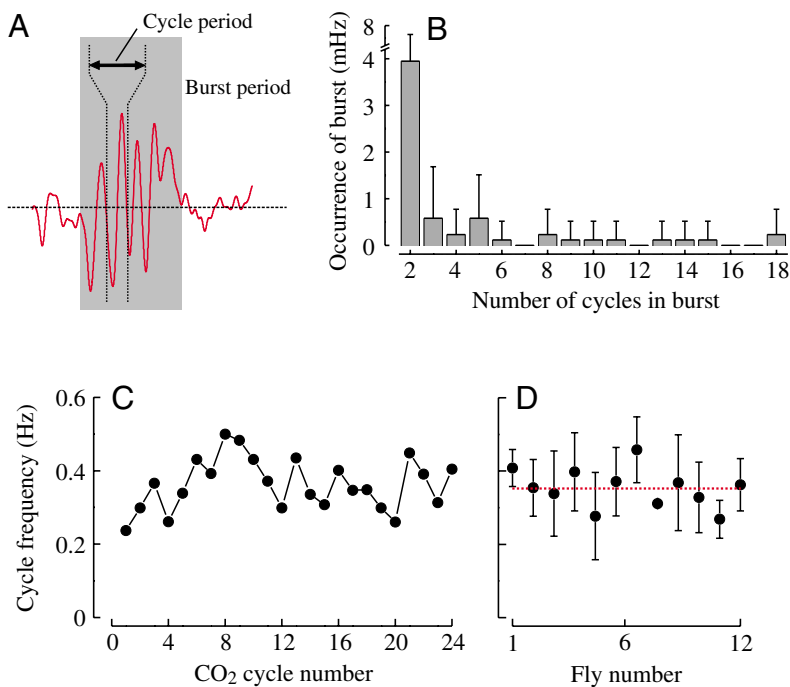 A
Cycle period
Burst period
B
Occurrence of burst (mHz)
8
4
4
1
0
2 4 6 8 10 12 14 16 18
Number of cycles in burst
C
Cycle frequency (Hz)
0.6
0.4
0.2
0
0 4 8 12 16 20 24
CO₂ cycle number
D
1 6 12
Fly number